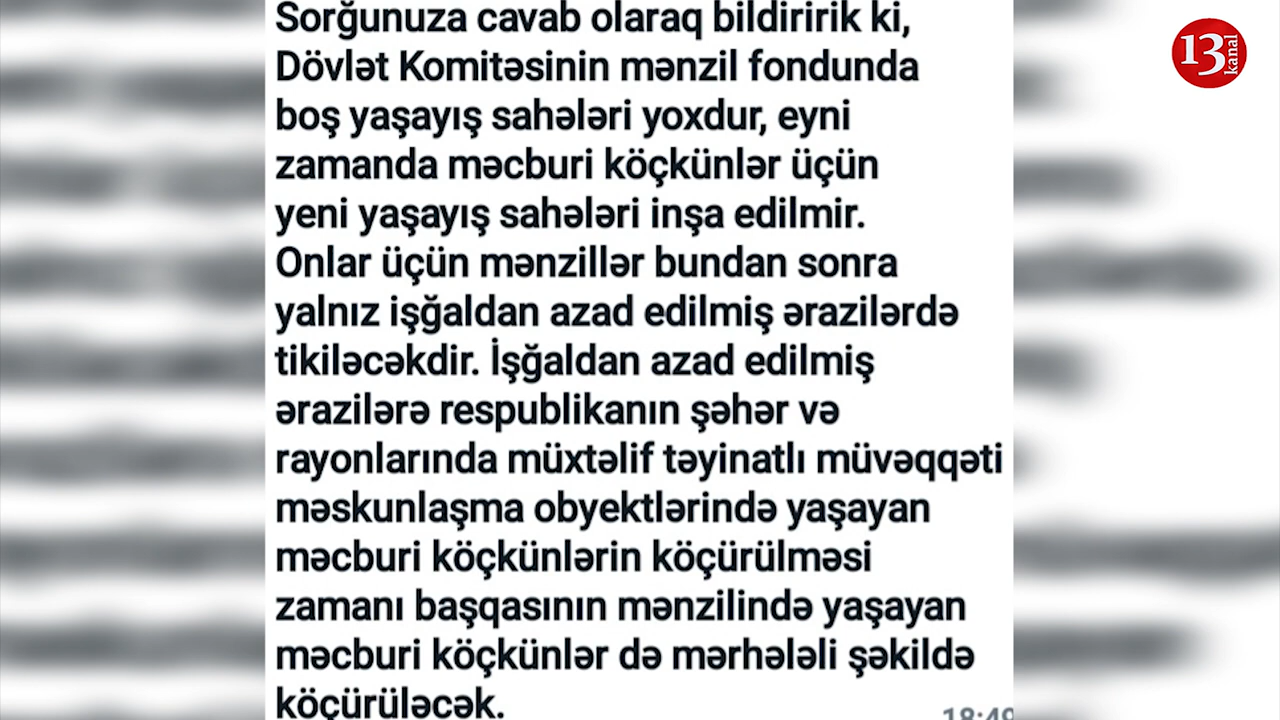 Sorğunuza cavab olaraq bildiririk ki,
Dövlət Komitəsinin mənzil fondunda
boş yaşayış sahələri yoxdur, eyni
zamanda məcburi köçkünlər üçün
yeni yaşayış sahələri inşa edilmir.
Onlar üçün mənzillər bundan sonra
yalnız işğaldan azad edilmiş ərazilərdə
tikiləcəkdir. İşğaldan azad edilmiş
ərazilərə respublikanın şəhər və
rayonlarında müxtəlif təyinatlı müvəqqəti
məskunlaşma obyektlərində yaşayan
məcburi köçkünlərin köçürülməsi
zamanı başqasının mənzilində yaşayan
məcburi köçkünlər də mərhələli şəkildə
köçürüləcək.
18:49
13 kanal